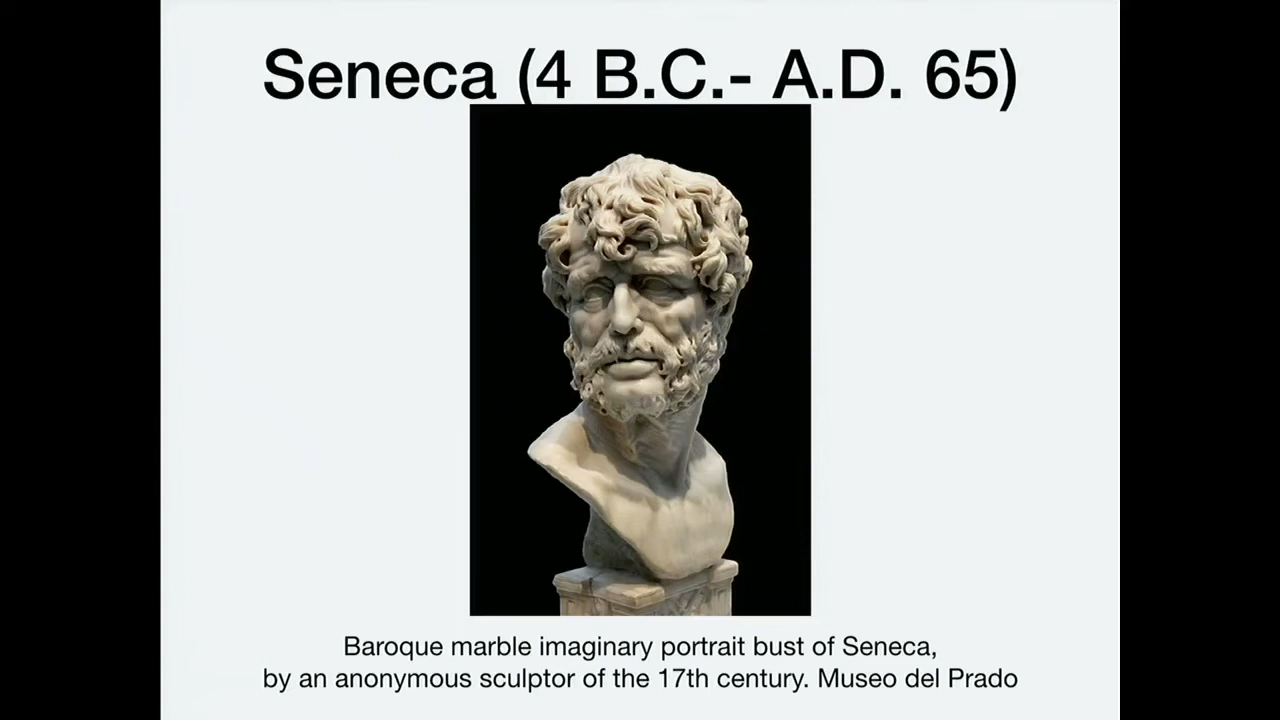 Seneca (4 B.C.- A.D. 65)
Baroque marble imaginary portrait bust of Seneca,
by an anonymous sculptor of the 17th century. Museo del Prado